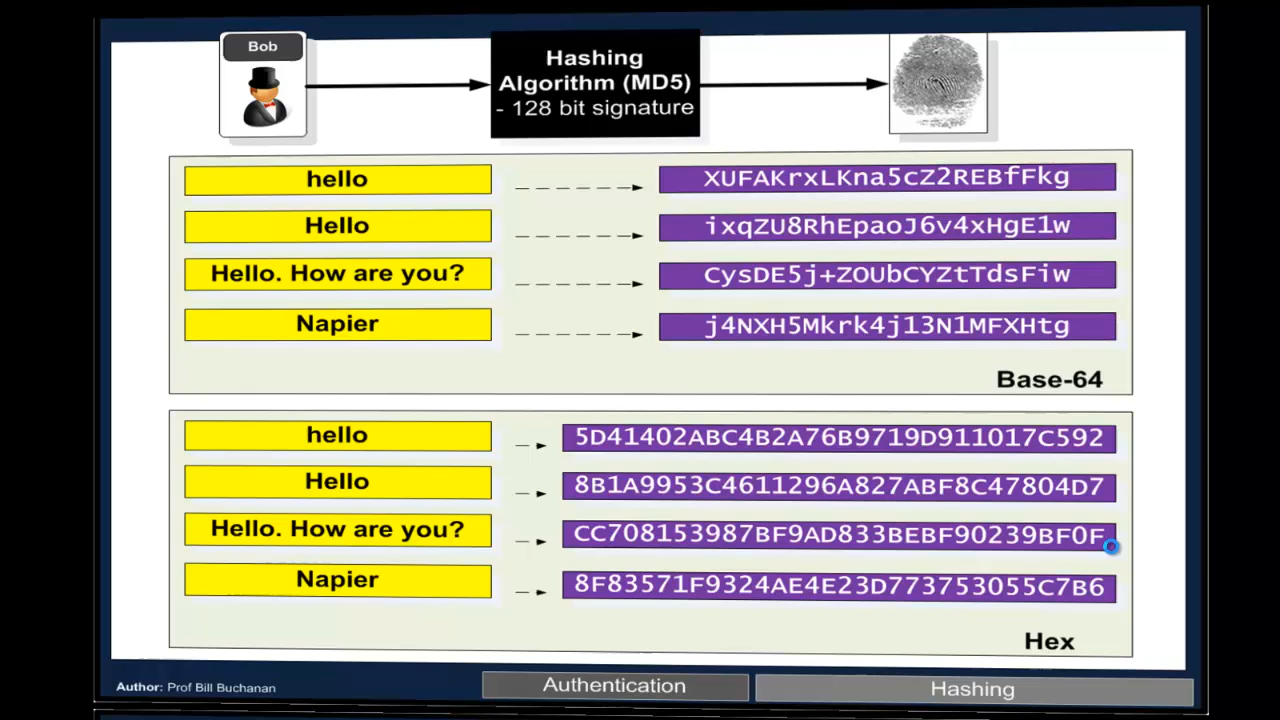 Bob
Hashing
Algorithm (MD5)
- 128 bit signature
hello
XUFAKrxLKna5cZ2REBfFkg
Hello
ixqZU8RhEpaoJ6v4xHgE1w
Hello. How are you?
CysDE5j+ZOUbCYZtTdsFiw
Napier
j4NXH5Mkrk4j13N1MFXHtg
Base-64
hello
5D41402ABC4B2A76B9719D911017C592
Hello
8B1A9953C4611296A827ABF8C47804D7
Hello. How are you?
CC708153987BF9AD833BEBF90239BF0F
Napier
8F83571F9324AE4E23D773753055C7B6
Hex
Author: Prof Bill Buchanan
Authentication
Hashing